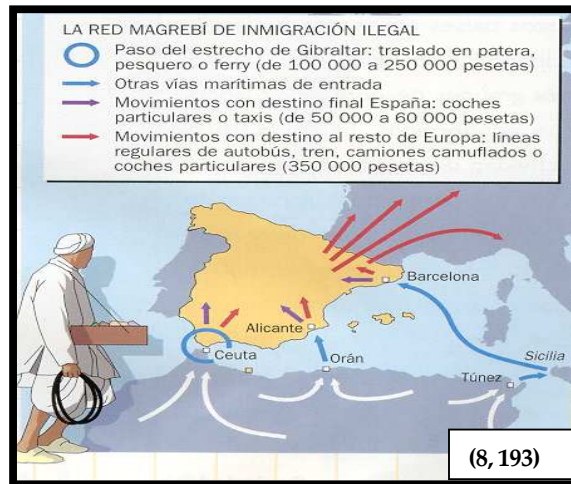 LA RED MAGREBÍ DE INMIGRACIÓN ILEGAL
Paso del estrecho de Gibraltar: traslado en patera,
pesquero o ferry (de 100 000 a 250 000 pesetas)
Otras vías marítimas de entrada
Movimientos con destino final España: coches
particulares o taxis (de 50 000 a 60 000 pesetas)
Movimientos con destino al resto de Europa: líneas
regulares de autobús, tren, camiones camuflados o
coches particulares (350 000 pesetas)
Barcelona
Alicante
Ceuta
Orán
Sicilia
Túnez
(8, 193)